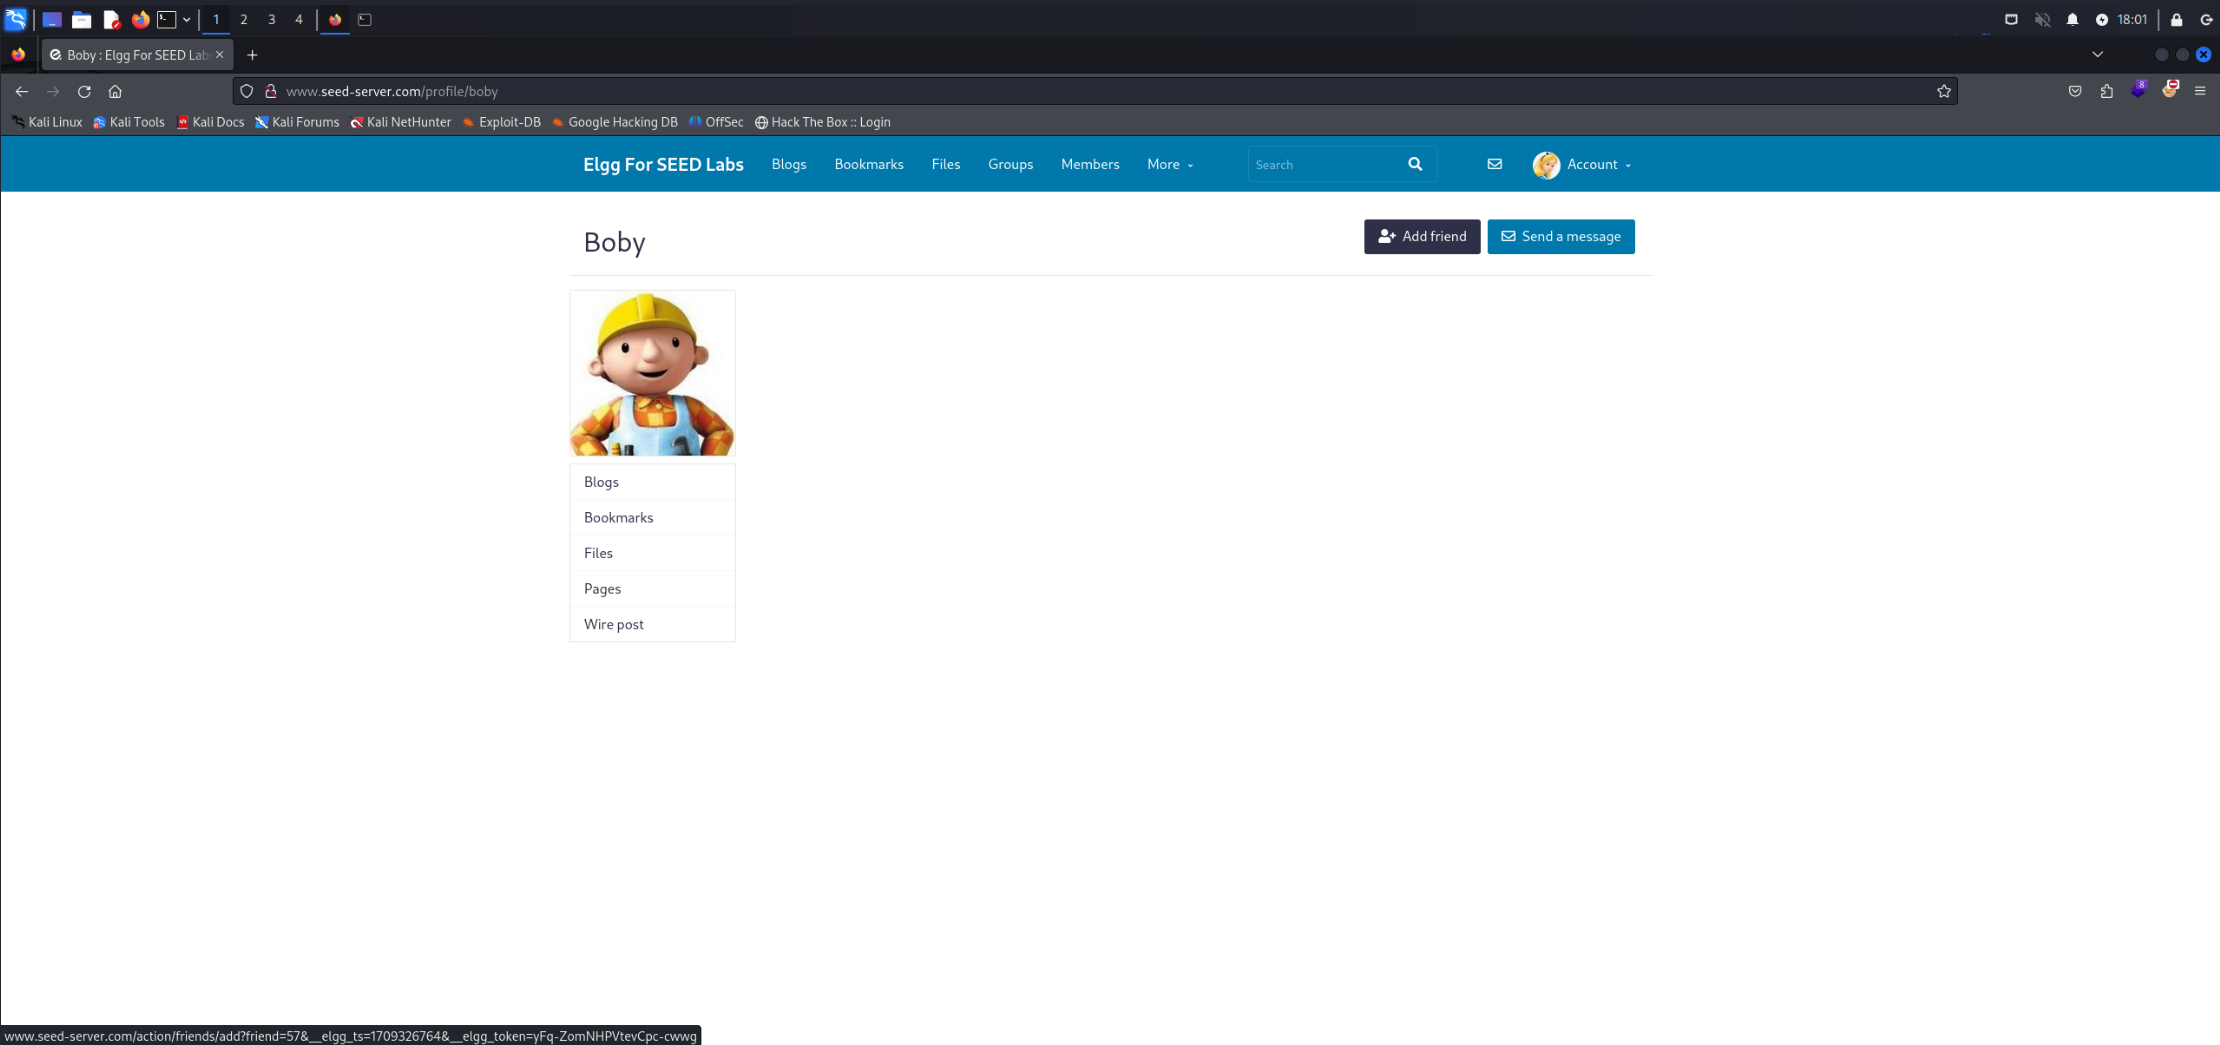 1 2 3 4 18:01
Boby : Elgg For SEED Lab
www.seed-server.com/profile/boby
Kali Linux Kali Tools Kali Docs Kali Forums Kali NetHunter Exploit-DB Google Hacking DB OffSec Hack The Box :: Login
Elgg For SEED Labs Blogs Bookmarks Files Groups Members More Search Account
Boby Add friend Send a message
Blogs
Bookmarks
Files
Pages
Wire post
www.seed-server.com/action/friends/add?friend=57&__elgg_ts=1709326764&__elgg_token=yFq-ZomNHPVtevCpc-cwwg